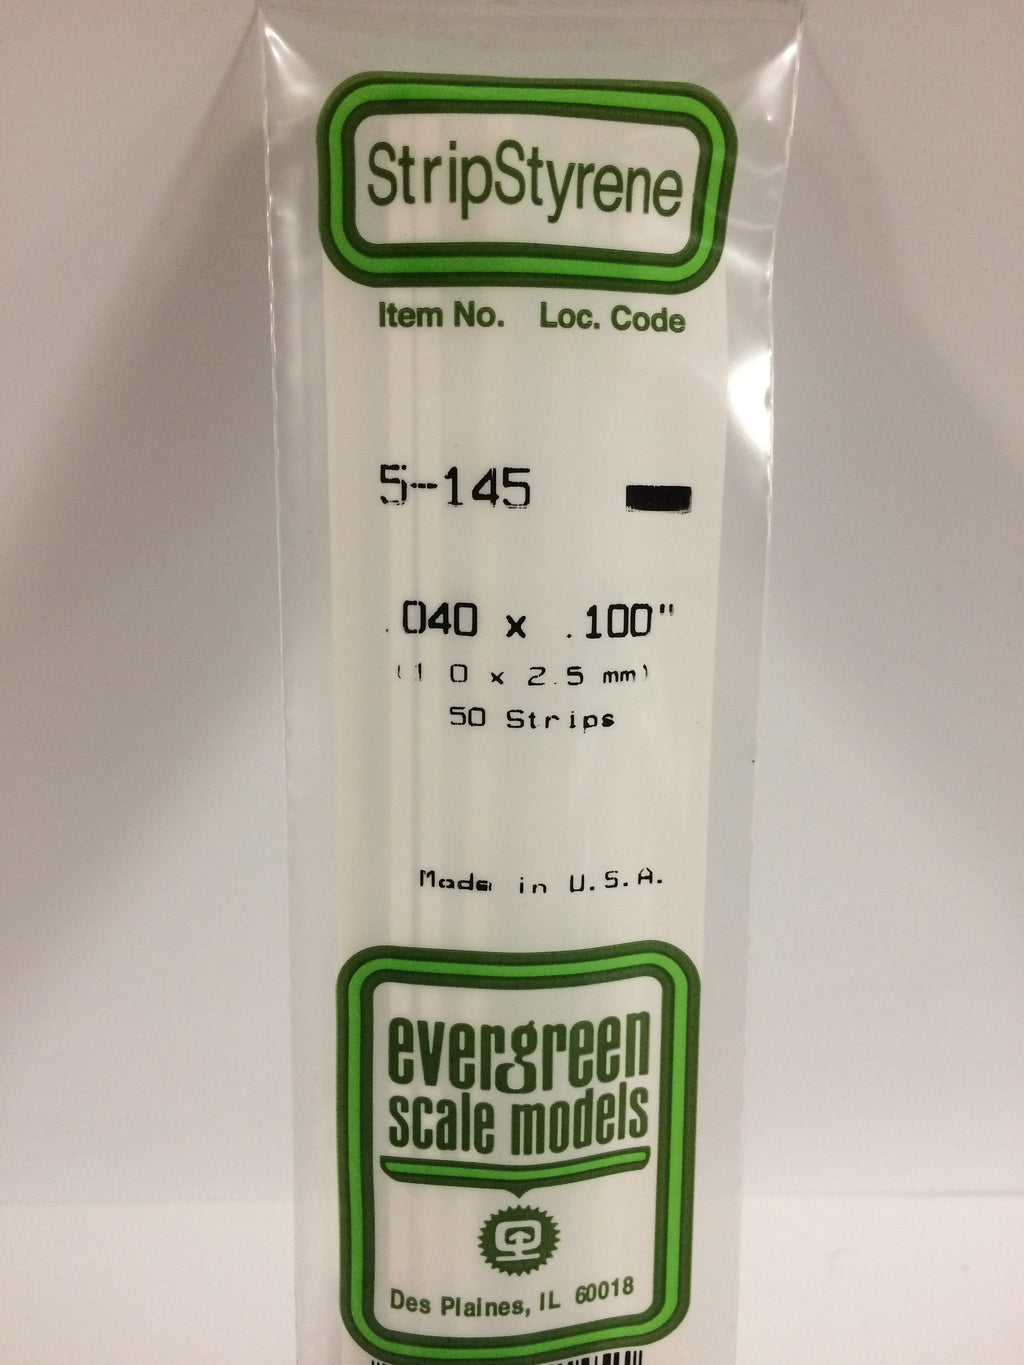 StripStyrene
Item No. Loc. Code
5-145
.040 x .100"
(1.0 x 2.5 mm)
50 Strips
Made in U.S.A.
evergreen
scale models
Des Plaines, IL 60018